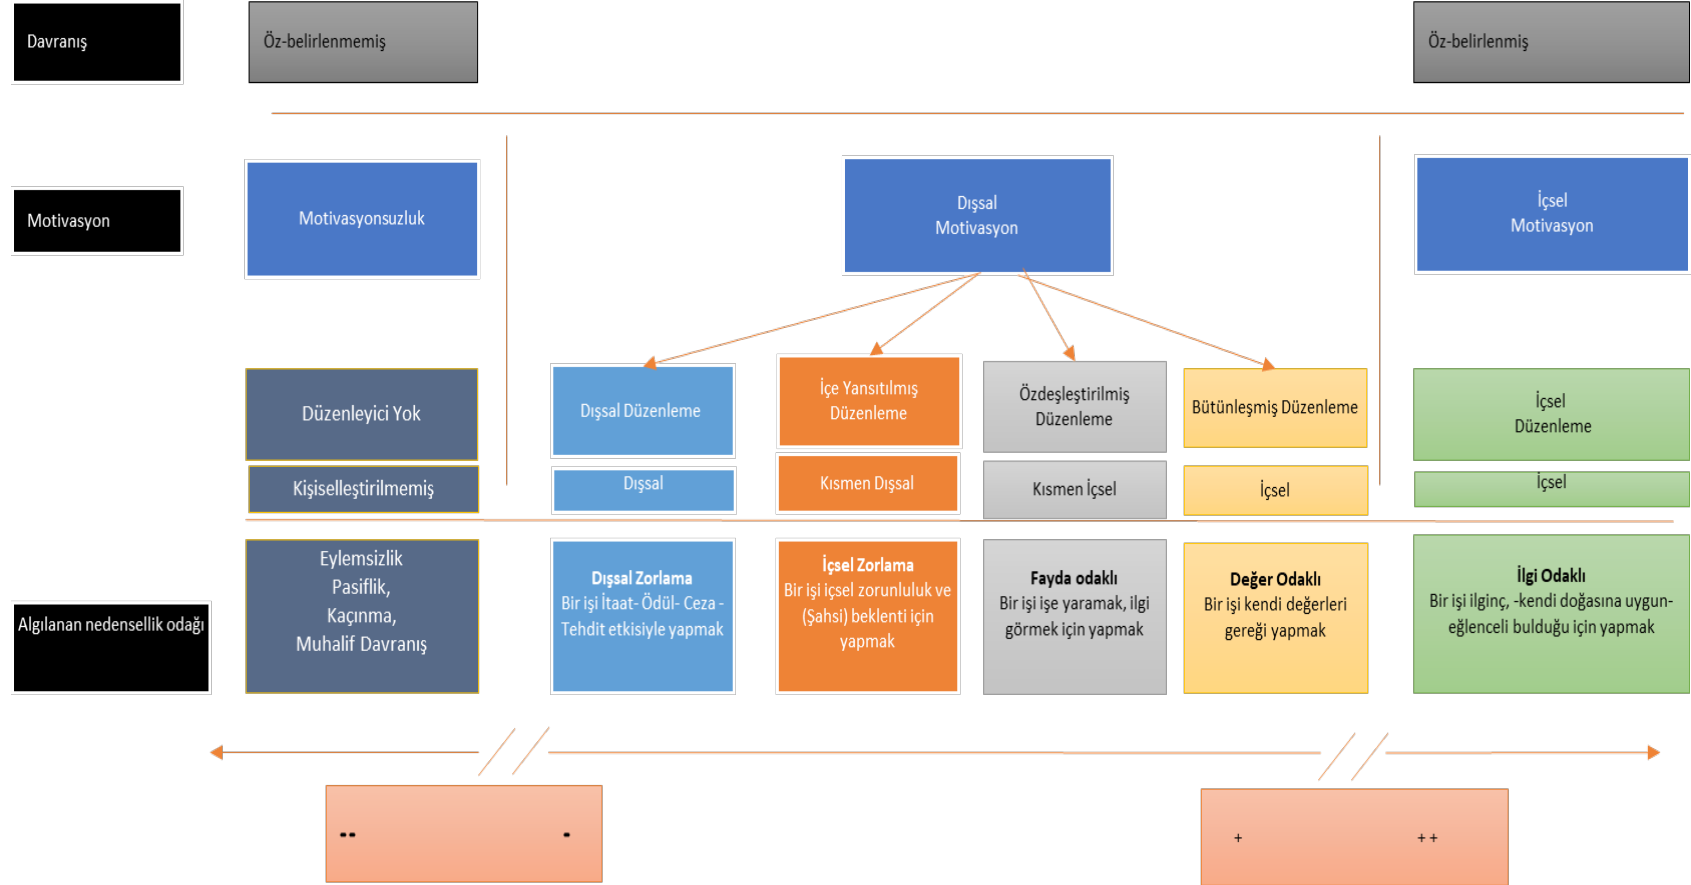 Davranış
Öz-belirlenmemiş
Öz-belirlenmiş
Motivasyon
Motivasyonsuzluk
Dışsal
Motivasyon
İçsel
Motivasyon
Düzenleyici Yok
Dışsal Düzenleme
İçe Yansıtılmış
Düzenleme
Özdeşleştirilmiş
Düzenleme
Bütünleşmiş Düzenleme
İçsel
Düzenleme
Kişiselleştirilmemiş
Dışsal
Kısmen Dışsal
Kısmen İçsel
İçsel
İçsel
Algılanan nedensellik odağı
Eylemsizlik
Pasiflik,
Kaçınma,
Muhalif Davranış
Dışsal Zorlama
Bir işi İtaat- Ödül- Ceza -
Tehdit etkisiyle yapmak
İçsel Zorlama
Bir işi içsel zorunluluk ve
(Şahsi) beklenti için
yapmak
Fayda odaklı
Bir işi işe yaramak, ilgi
görmek için yapmak
Değer Odaklı
Bir işi kendi değerleri
gereği yapmak
İlgi Odaklı
Bir işi ilginç, -kendi doğasına uygun-
eğlenceli bulduğu için yapmak
-- -
+ ++